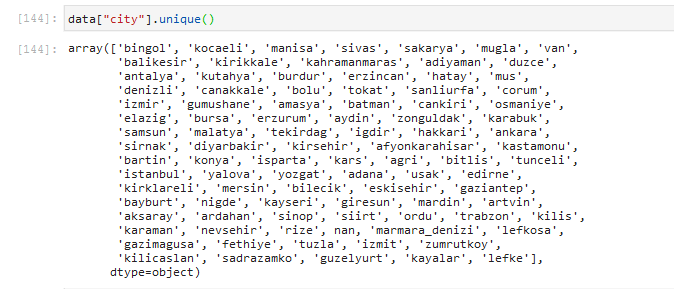 [144]: data["city"].unique()
[144]: array(['bingol', 'kocaeli', 'manisa', 'sivas', 'sakarya', 'mugla', 'van',
'balikesir', 'kirikkale', 'kahramanmaras', 'adiyaman', 'duzce',
'antalya', 'kutahya', 'burdur', 'erzincan', 'hatay', 'mus',
'denizli', 'canakkale', 'bolu', 'tokat', 'sanliurfa', 'corum',
'izmir', 'gumushane', 'amasya', 'batman', 'cankiri', 'osmaniye',
'elazig', 'bursa', 'erzurum', 'aydin', 'zonguldak', 'karabuk',
'samsun', 'malatya', 'tekirdag', 'igdir', 'hakkari', 'ankara',
'sirnak', 'diyarbakir', 'kirsehir', 'afyonkarahisar', 'kastamonu',
'bartin', 'konya', 'isparta', 'kars', 'agri', 'bitlis', 'tunceli',
'istanbul', 'yalova', 'yozgat', 'adana', 'usak', 'edirne',
'kirklareli', 'mersin', 'bilecik', 'eskisehir', 'gaziantep',
'bayburt', 'nigde', 'kayseri', 'giresun', 'mardin', 'artvin',
'aksaray', 'ardahan', 'sinop', 'siirt', 'ordu', 'trabzon', 'kilis',
'karaman', 'nevsehir', 'rize', nan, 'marmara_denizi', 'lefkosa',
'gazimagusa', 'fethiye', 'tuzla', 'izmit', 'zumrutkoy',
'kilicaslan', 'sadrazamko', 'guzelyurt', 'kayalar', 'lefke'],
dtype=object)